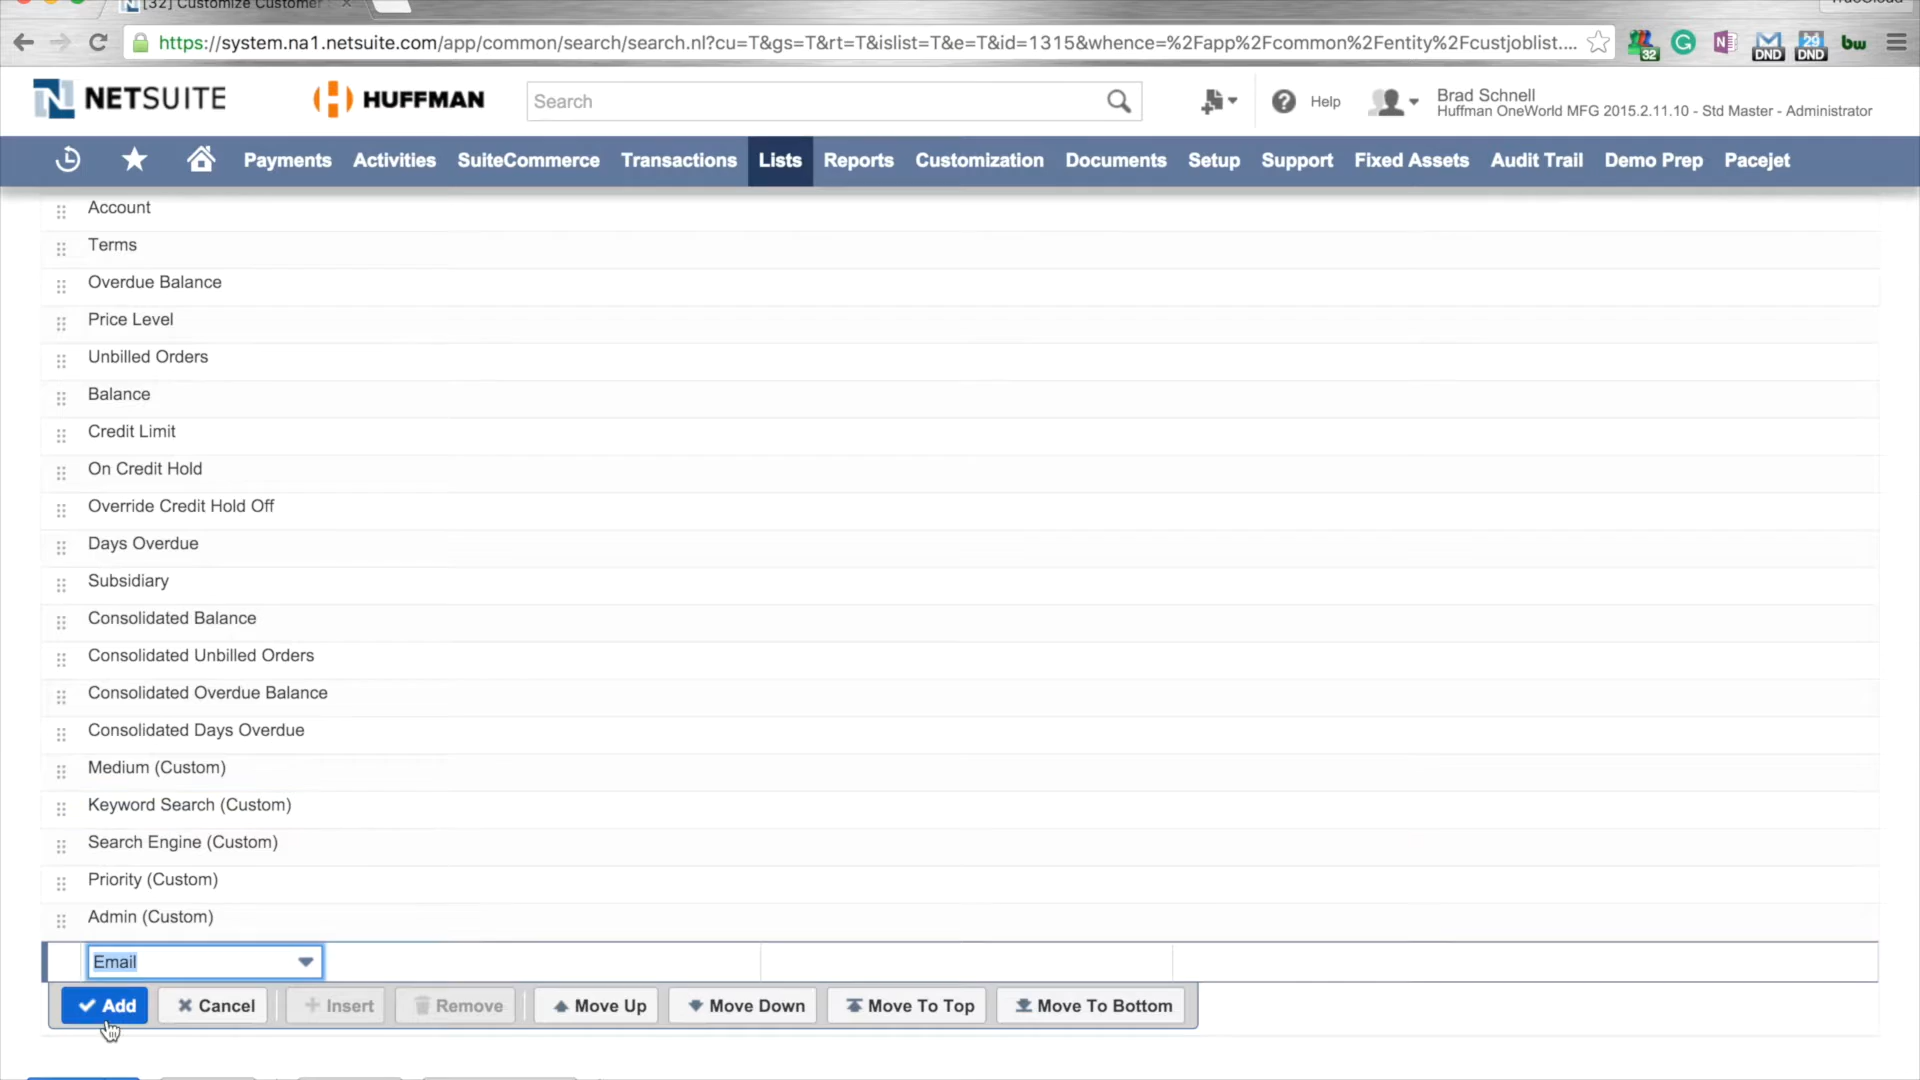 [32] Customize Customer
https://system.na1.netsuite.com/app/common/search/search.nl?cu=T&gs=T&rt=T&islist=T&e=T&id=1315&whence=%2Fapp%2Fcommon%2Fentity%2Fcustjoblist....
32
N
DND
29
DND
bw
NETSUITE
HUFFMAN
Search
Help
Brad Schnell
Huffman OneWorld MFG 2015.2.11.10 - Std Master - Administrator
Payments Activities SuiteCommerce Transactions Lists Reports Customization Documents Setup Support Fixed Assets Audit Trail Demo Prep Pacejet
Account
Terms
Overdue Balance
Price Level
Unbilled Orders
Balance
Credit Limit
On Credit Hold
Override Credit Hold Off
Days Overdue
Subsidiary
Consolidated Balance
Consolidated Unbilled Orders
Consolidated Overdue Balance
Consolidated Days Overdue
Medium (Custom)
Keyword Search (Custom)
Search Engine (Custom)
Priority (Custom)
Admin (Custom)
Email
Add Cancel Insert Remove Move Up Move Down Move To Top Move To Bottom